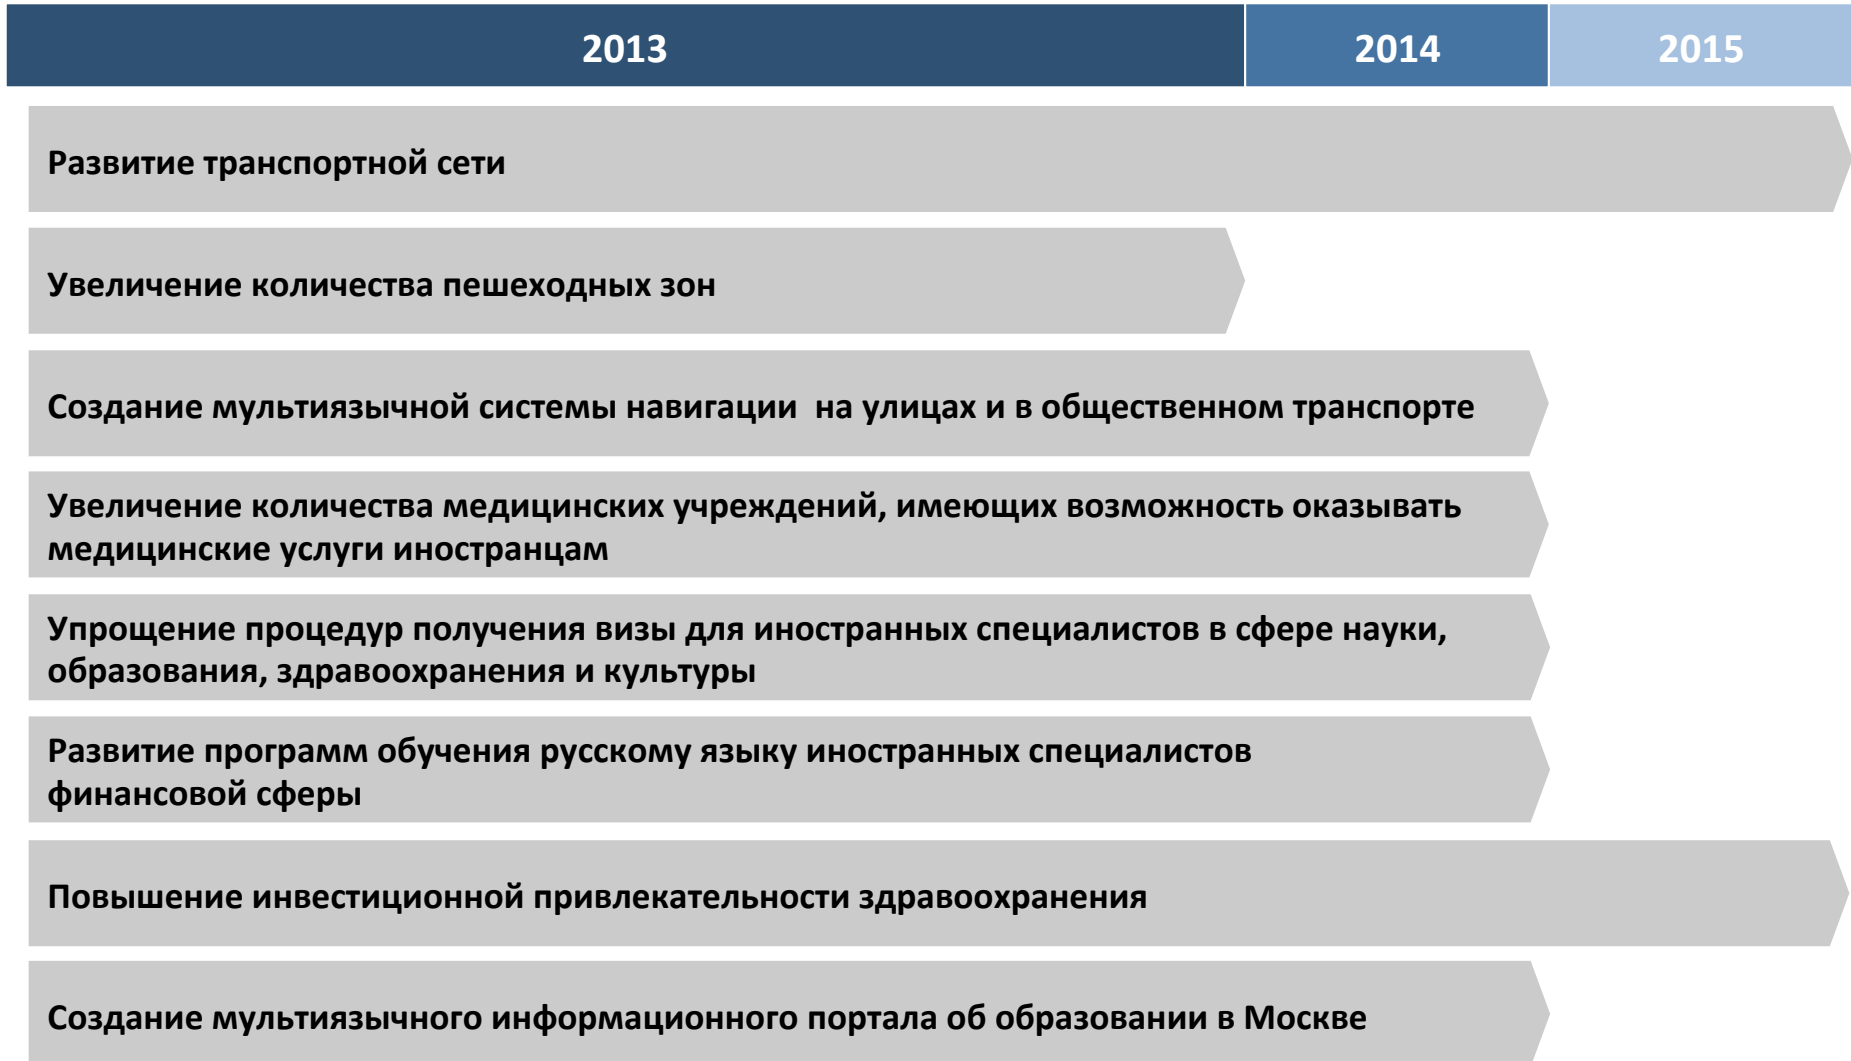 2013 2014 2015
Развитие транспортной сети
Увеличение количества пешеходных зон
Создание мультиязычной системы навигации  на улицах и в общественном транспорте
Увеличение количества медицинских учреждений, имеющих возможность оказывать
медицинские услуги иностранцам
Упрощение процедур получения визы для иностранных специалистов в сфере науки,
образования, здравоохранения и культуры
Развитие программ обучения русскому языку иностранных специалистов
финансовой сферы
Повышение инвестиционной привлекательности здравоохранения
Создание мультиязычного информационного портала об образовании в Москве